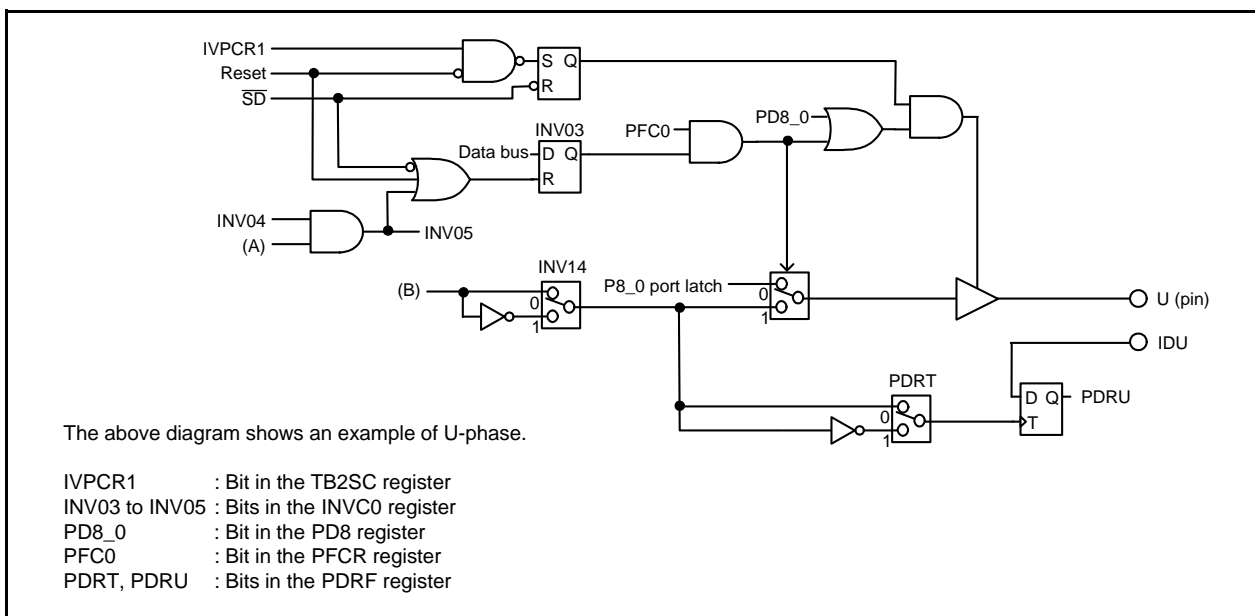 IVPCR1
Reset
SD
S Q
R
INV03
Data bus
D Q
R
PFC0
PD8_0
INV04
(A)
INV05
(B)
INV14
0
1
P8_0 port latch
0
1
U (pin)
IDU
PDRT
0
1
D Q
T
PDRU
The above diagram shows an example of U-phase.
IVPCR1 : Bit in the TB2SC register
INV03 to INV05 : Bits in the INVC0 register
PD8_0 : Bit in the PD8 register
PFC0 : Bit in the PFCR register
PDRT, PDRU : Bits in the PDRF register